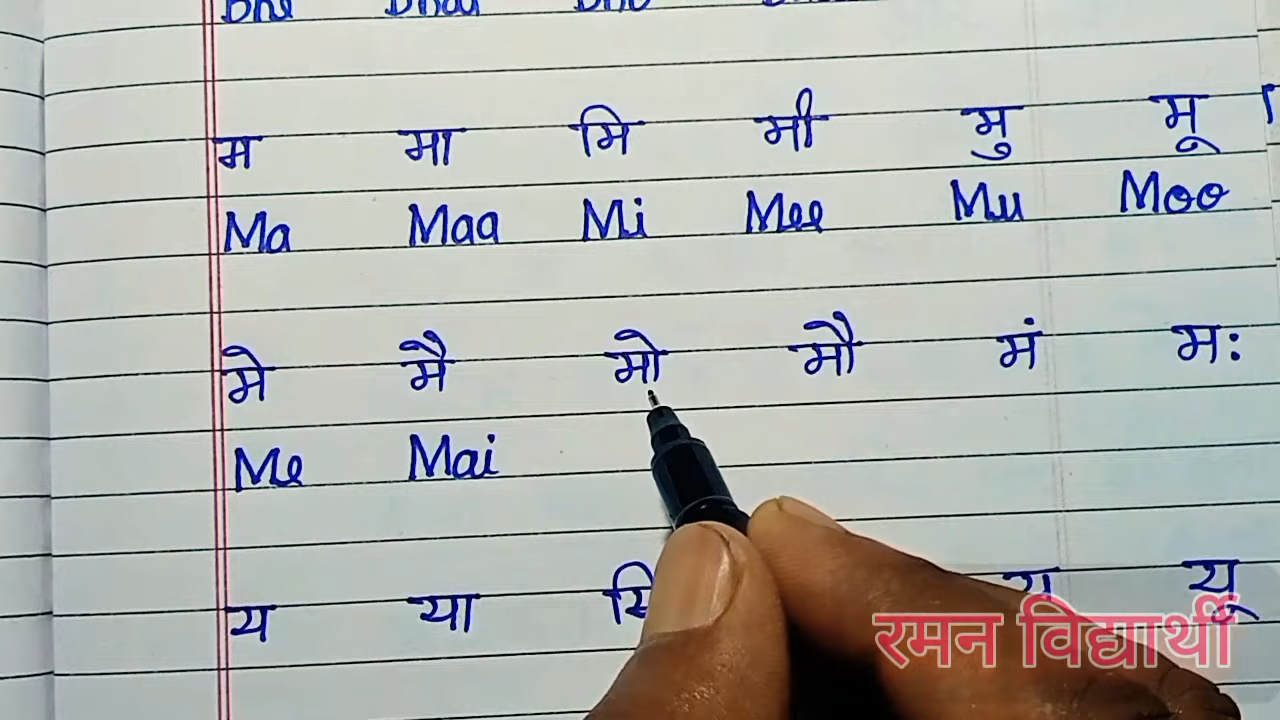 म मा मि मी मु मू
Ma Maa Mi Mee Mu Moo
मे मै मो मौ मं मः
Me Mai
य या यि यू
रमन विद्यार्थी